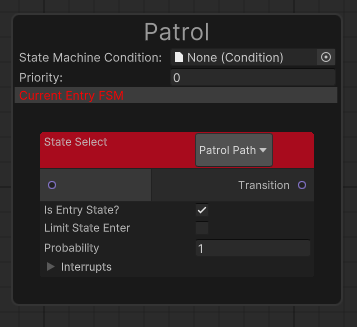 Patrol
State Machine Condition: None (Condition)
Priority: 0
Current Entry FSM
State Select Patrol Path
Transition
Is Entry State?
Limit State Enter
Probability 1
Interrupts